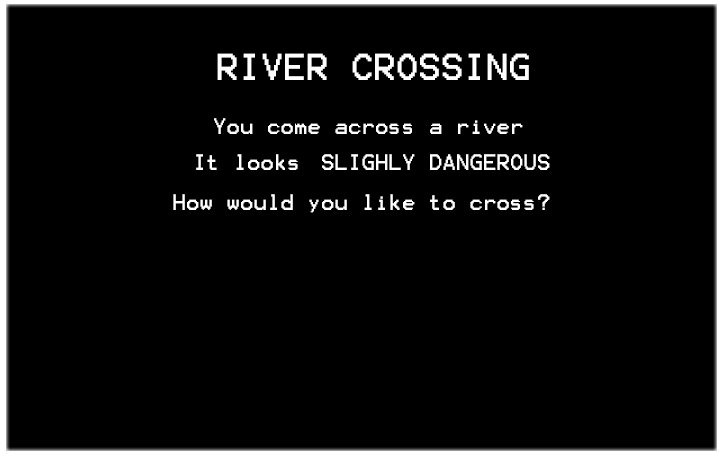 RIVER CROSSING
You come across a river
It looks SLIGHLY DANGEROUS
How would you like to cross?